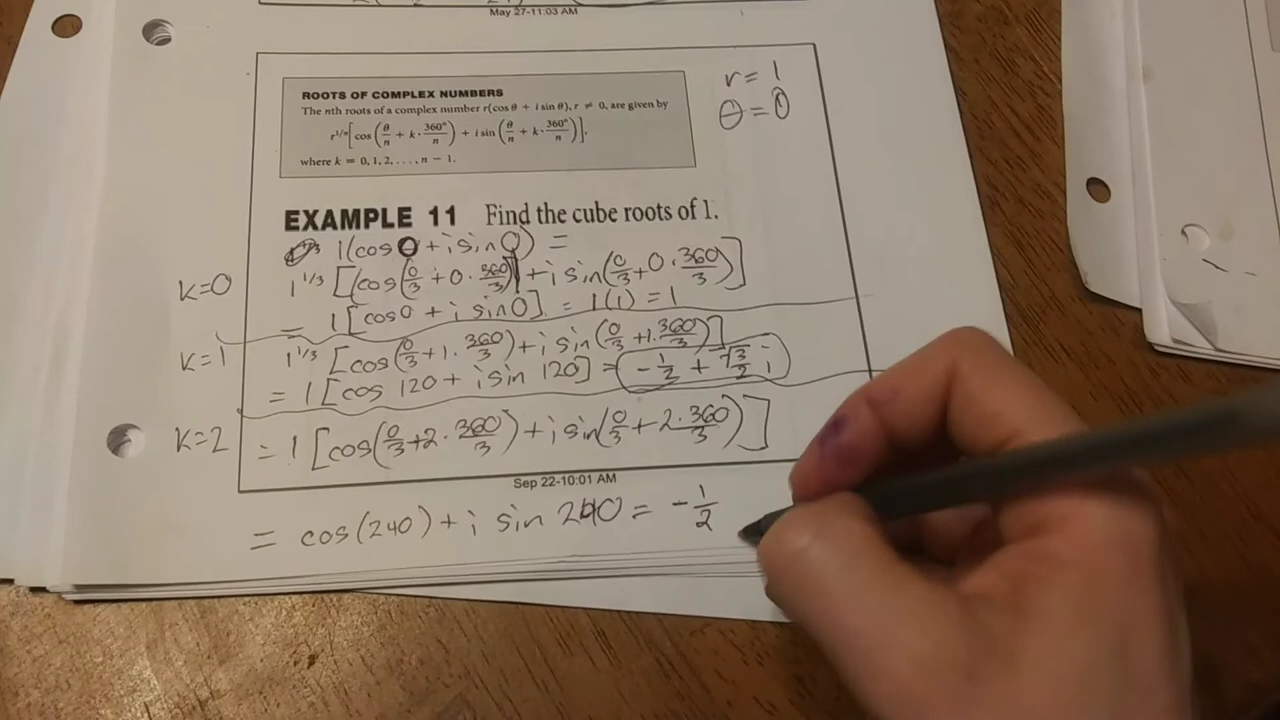 May 27-11:03 AM
r = 1
θ = 0
ROOTS OF COMPLEX NUMBERS
The nth roots of a complex number r(cos θ + i sin θ), r ≠ 0, are given by
r^1/n[cos(θ/n + k·360°/n) + i sin(θ/n + k·360°/n)],
where k = 0, 1, 2, . . . , n − 1.
EXAMPLE 11 Find the cube roots of 1.
1(cos 0 + i sin 0) =
k=0 1^1/3 [(cos(0/3 + 0·360/3) + i sin(0/3 + 0·360/3)]
= 1[cos 0 + i sin 0] = 1(1) = 1
k=1 1^1/3 [cos(0/3 + 1·360/3) + i sin(0/3 + 1·360/3)]
= 1[cos 120 + i sin 120] = -1/2 + √3/2 i
k=2 = 1[cos(0/3 + 2·360/3) + i sin(0/3 + 2·360/3)]
Sep 22-10:01 AM
= cos(240) + i sin 240 = -1/2